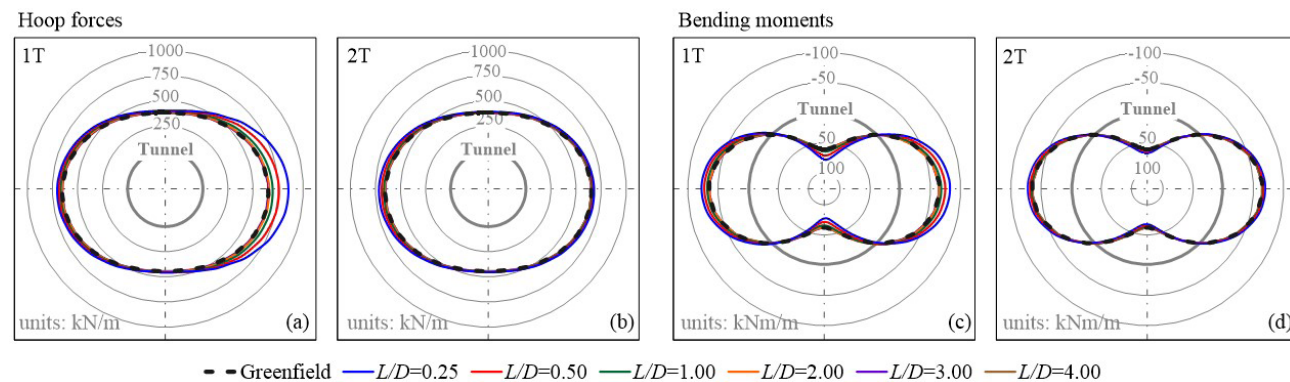 Hoop forces
Bending moments
1T
1000
750
500
250
Tunnel
units: kN/m
(a)
2T
1000
750
500
250
Tunnel
units: kN/m
(b)
1T
-100
-50
Tunnel
50
100
units: kNm/m
(c)
2T
-100
-50
Tunnel
50
100
units: kNm/m
(d)
Greenfield L/D=0.25 L/D=0.50 L/D=1.00 L/D=2.00 L/D=3.00 L/D=4.00